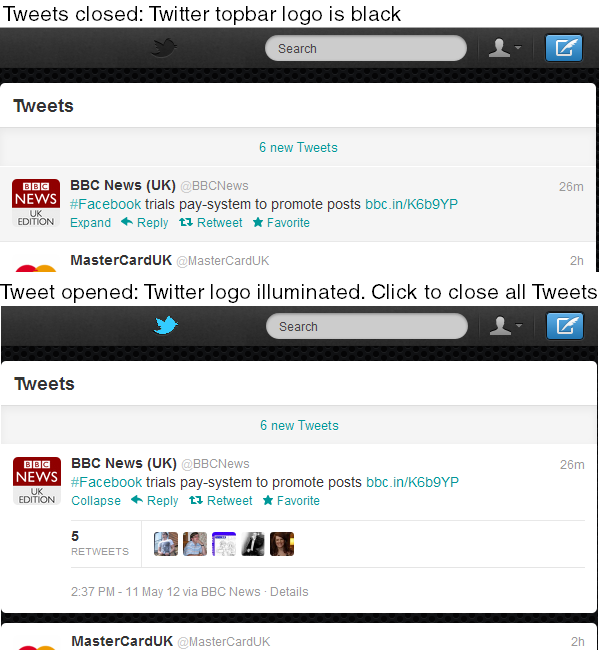 Tweets closed: Twitter topbar logo is black
Search
Tweets
6 new Tweets
BBC NEWS UK EDITION
BBC News (UK) @BBCNews 26m
#Facebook trials pay-system to promote posts bbc.in/K6b9YP
Expand Reply Retweet Favorite
MasterCardUK @MasterCardUK 2h
Tweet opened: Twitter logo illuminated. Click to close all Tweets
Search
Tweets
6 new Tweets
BBC NEWS UK EDITION
BBC News (UK) @BBCNews 26m
#Facebook trials pay-system to promote posts bbc.in/K6b9YP
Collapse Reply Retweet Favorite
5
RETWEETS
2:37 PM - 11 May 12 via BBC News · Details
MasterCardUK @MasterCardUK 2h